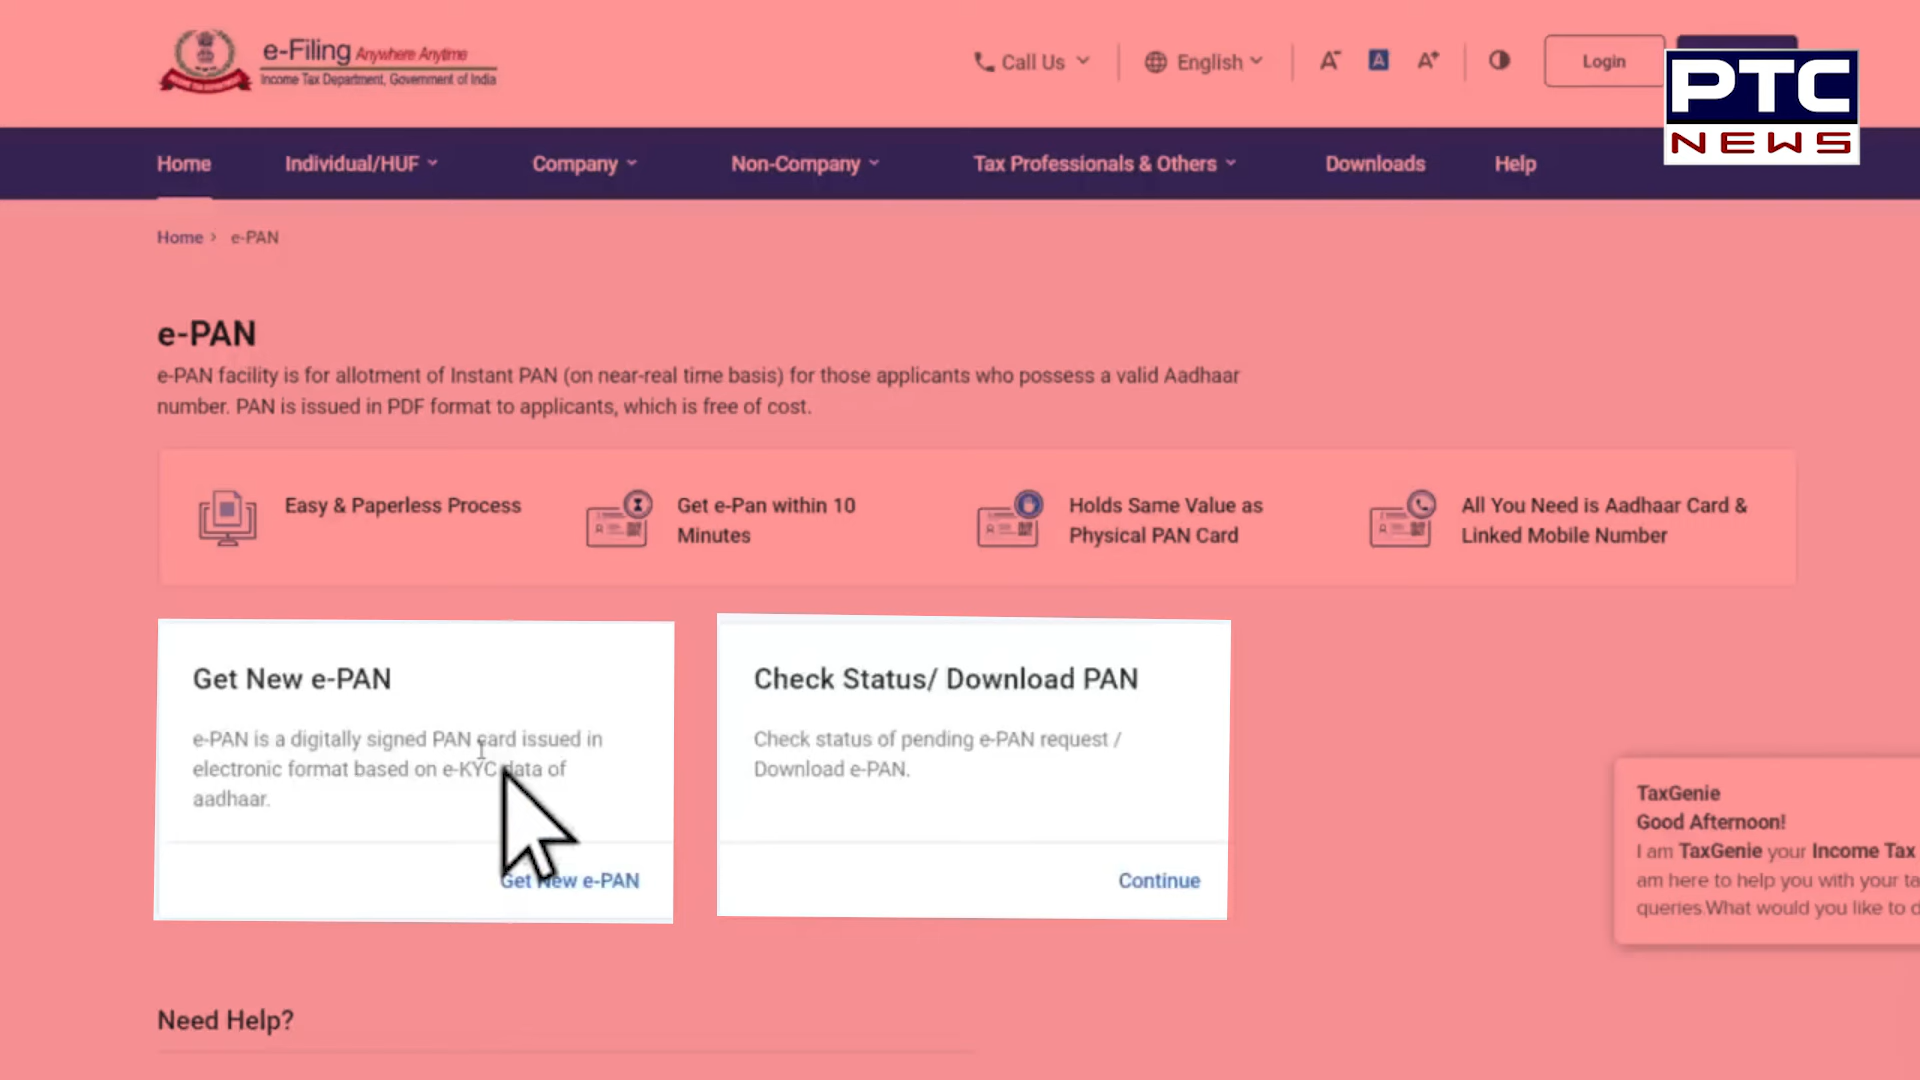 e-Filing Anywhere Anytime
Income Tax Department, Government of India
Call Us
English
A-
A
A+
Login
PTC
NEWS
Home
Individual/HUF
Company
Non-Company
Tax Professionals & Others
Downloads
Help
Home > e-PAN
e-PAN
e-PAN facility is for allotment of Instant PAN (on near-real time basis) for those applicants who possess a valid Aadhaar
number. PAN is issued in PDF format to applicants, which is free of cost.
Easy & Paperless Process
Get e-Pan within 10
Minutes
Holds Same Value as
Physical PAN Card
All You Need is Aadhaar Card &
Linked Mobile Number
Get New e-PAN
e-PAN is a digitally signed PAN card issued in
electronic format based on e-KYC data of
aadhaar.
Get New e-PAN
Check Status/ Download PAN
Check status of pending e-PAN request /
Download e-PAN.
Continue
TaxGenie
Good Afternoon!
I am TaxGenie your Income Tax
am here to help you with your
queries.What would you like to
Need Help?